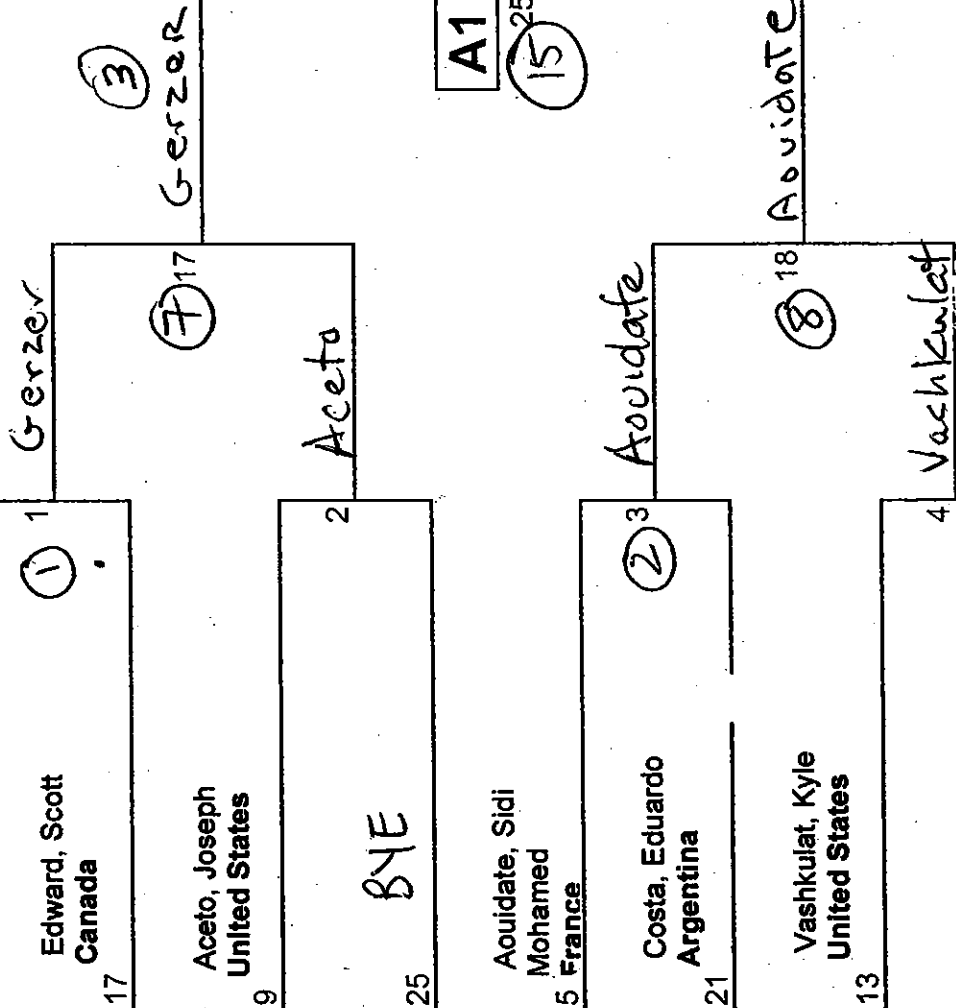 Edward, Scott
Canada
17
1
1
Gerzer
Aceto, Joseph
United States
9
BYE
25
2
Aceto
7
17
Gerzer
3
Aouidate, Sidi
Mohamed
France
5
Costa, Eduardo
Argentina
21
2
3
Aouidate
Vashkulat, Kyle
United States
13
4
Vashkulat
8
18
Aouidate
A1
25
15